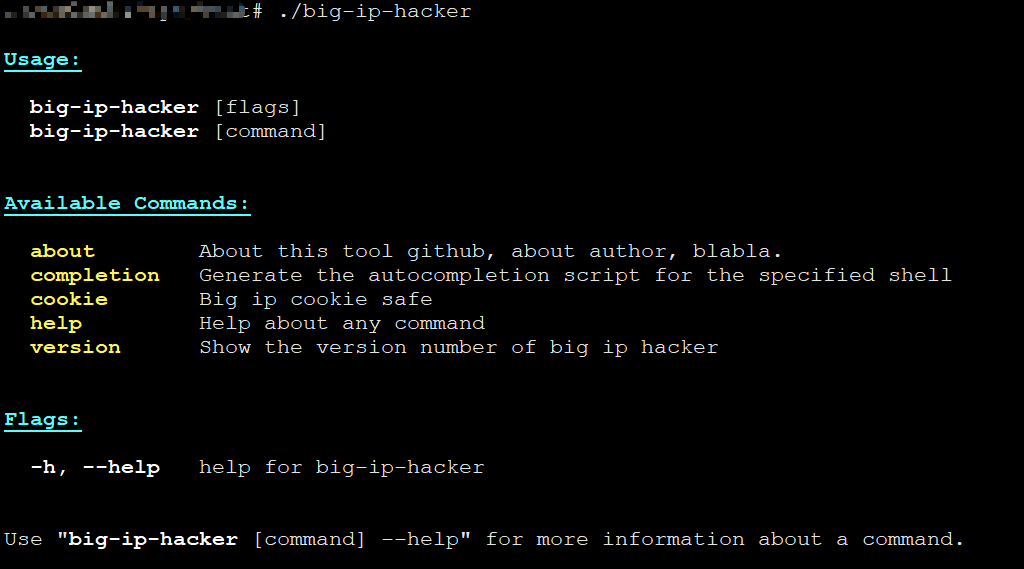 # ./big-ip-hacker
Usage:
big-ip-hacker [flags]
big-ip-hacker [command]
Available Commands:
about About this tool github, about author, blabla.
completion Generate the autocompletion script for the specified shell
cookie Big ip cookie safe
help Help about any command
version Show the version number of big ip hacker
Flags:
-h, --help help for big-ip-hacker
Use "big-ip-hacker [command] --help" for more information about a command.